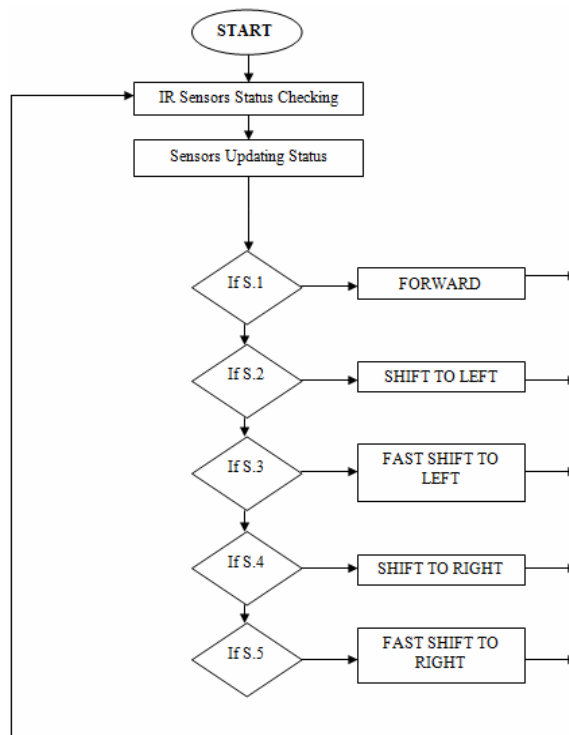 START
IR Sensors Status Checking
Sensors Updating Status
If S.1
FORWARD
If S.2
SHIFT TO LEFT
If S.3
FAST SHIFT TO
LEFT
If S.4
SHIFT TO RIGHT
If S.5
FAST SHIFT TO
RIGHT